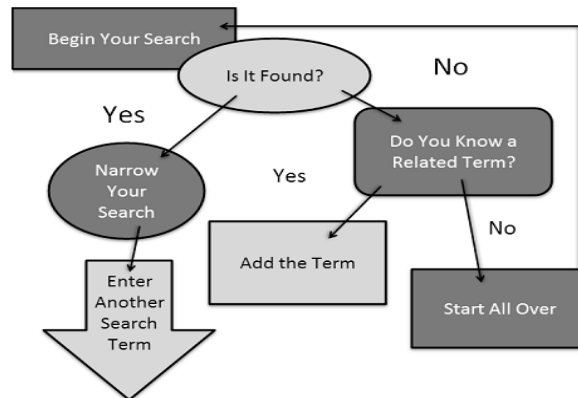 Begin Your Search
Is It Found?
No
Yes
Do You Know a
Related Term?
Narrow
Your
Search
Yes
No
Add the Term
Enter
Another
Search
Term
Start All Over